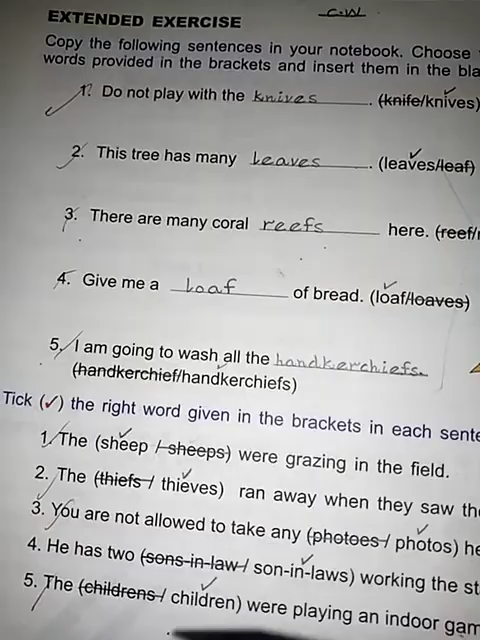 C.W
EXTENDED EXERCISE
Copy the following sentences in your notebook. Choose
words provided in the brackets and insert them in the
1. Do not play with the knives. (knife/knives)
2. This tree has many leaves. (leaves/leaf)
3. There are many coral reefs here. (reef/
4. Give me a loaf of bread. (loaf/loaves)
5. I am going to wash all the handkerchiefs.
(handkerchief/handkerchiefs)
Tick (✓) the right word given in the brackets in each
1. The (sheep / sheeps) were grazing in the field.
2. The (thiefs / thieves) ran away when they saw
3. You are not allowed to take any (photoes / photos)
4. He has two (sons-in-law / son-in-laws) working the
5. The (childrens / children) were playing an indoor